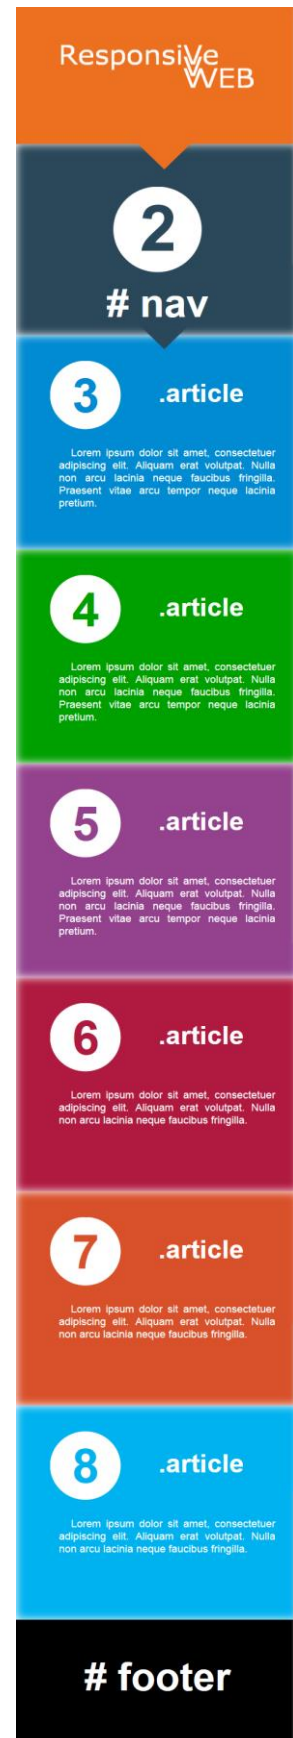 Responsive
WEB
2
# nav
3
.article
Lorem ipsum dolor sit amet, consectetuer
adipiscing elit. Aliquam erat volutpat. Nulla
non arcu lacinia neque faucibus fringilla.
Praesent vitae arcu tempor neque lacinia
pretium.
4
.article
Lorem ipsum dolor sit amet, consectetuer
adipiscing elit. Aliquam erat volutpat. Nulla
non arcu lacinia neque faucibus fringilla.
Praesent vitae arcu tempor neque lacinia
pretium.
5
.article
Lorem ipsum dolor sit amet, consectetuer
adipiscing elit. Aliquam erat volutpat. Nulla
non arcu lacinia neque faucibus fringilla.
Praesent vitae arcu tempor neque lacinia
pretium.
6
.article
Lorem ipsum dolor sit amet, consectetuer
adipiscing elit. Aliquam erat volutpat. Nulla
non arcu lacinia neque faucibus fringilla.
7
.article
Lorem ipsum dolor sit amet, consectetuer
adipiscing elit. Aliquam erat volutpat. Nulla
non arcu lacinia neque faucibus fringilla.
8
.article
Lorem ipsum dolor sit amet, consectetuer
adipiscing elit. Aliquam erat volutpat. Nulla
non arcu lacinia neque faucibus fringilla.
# footer